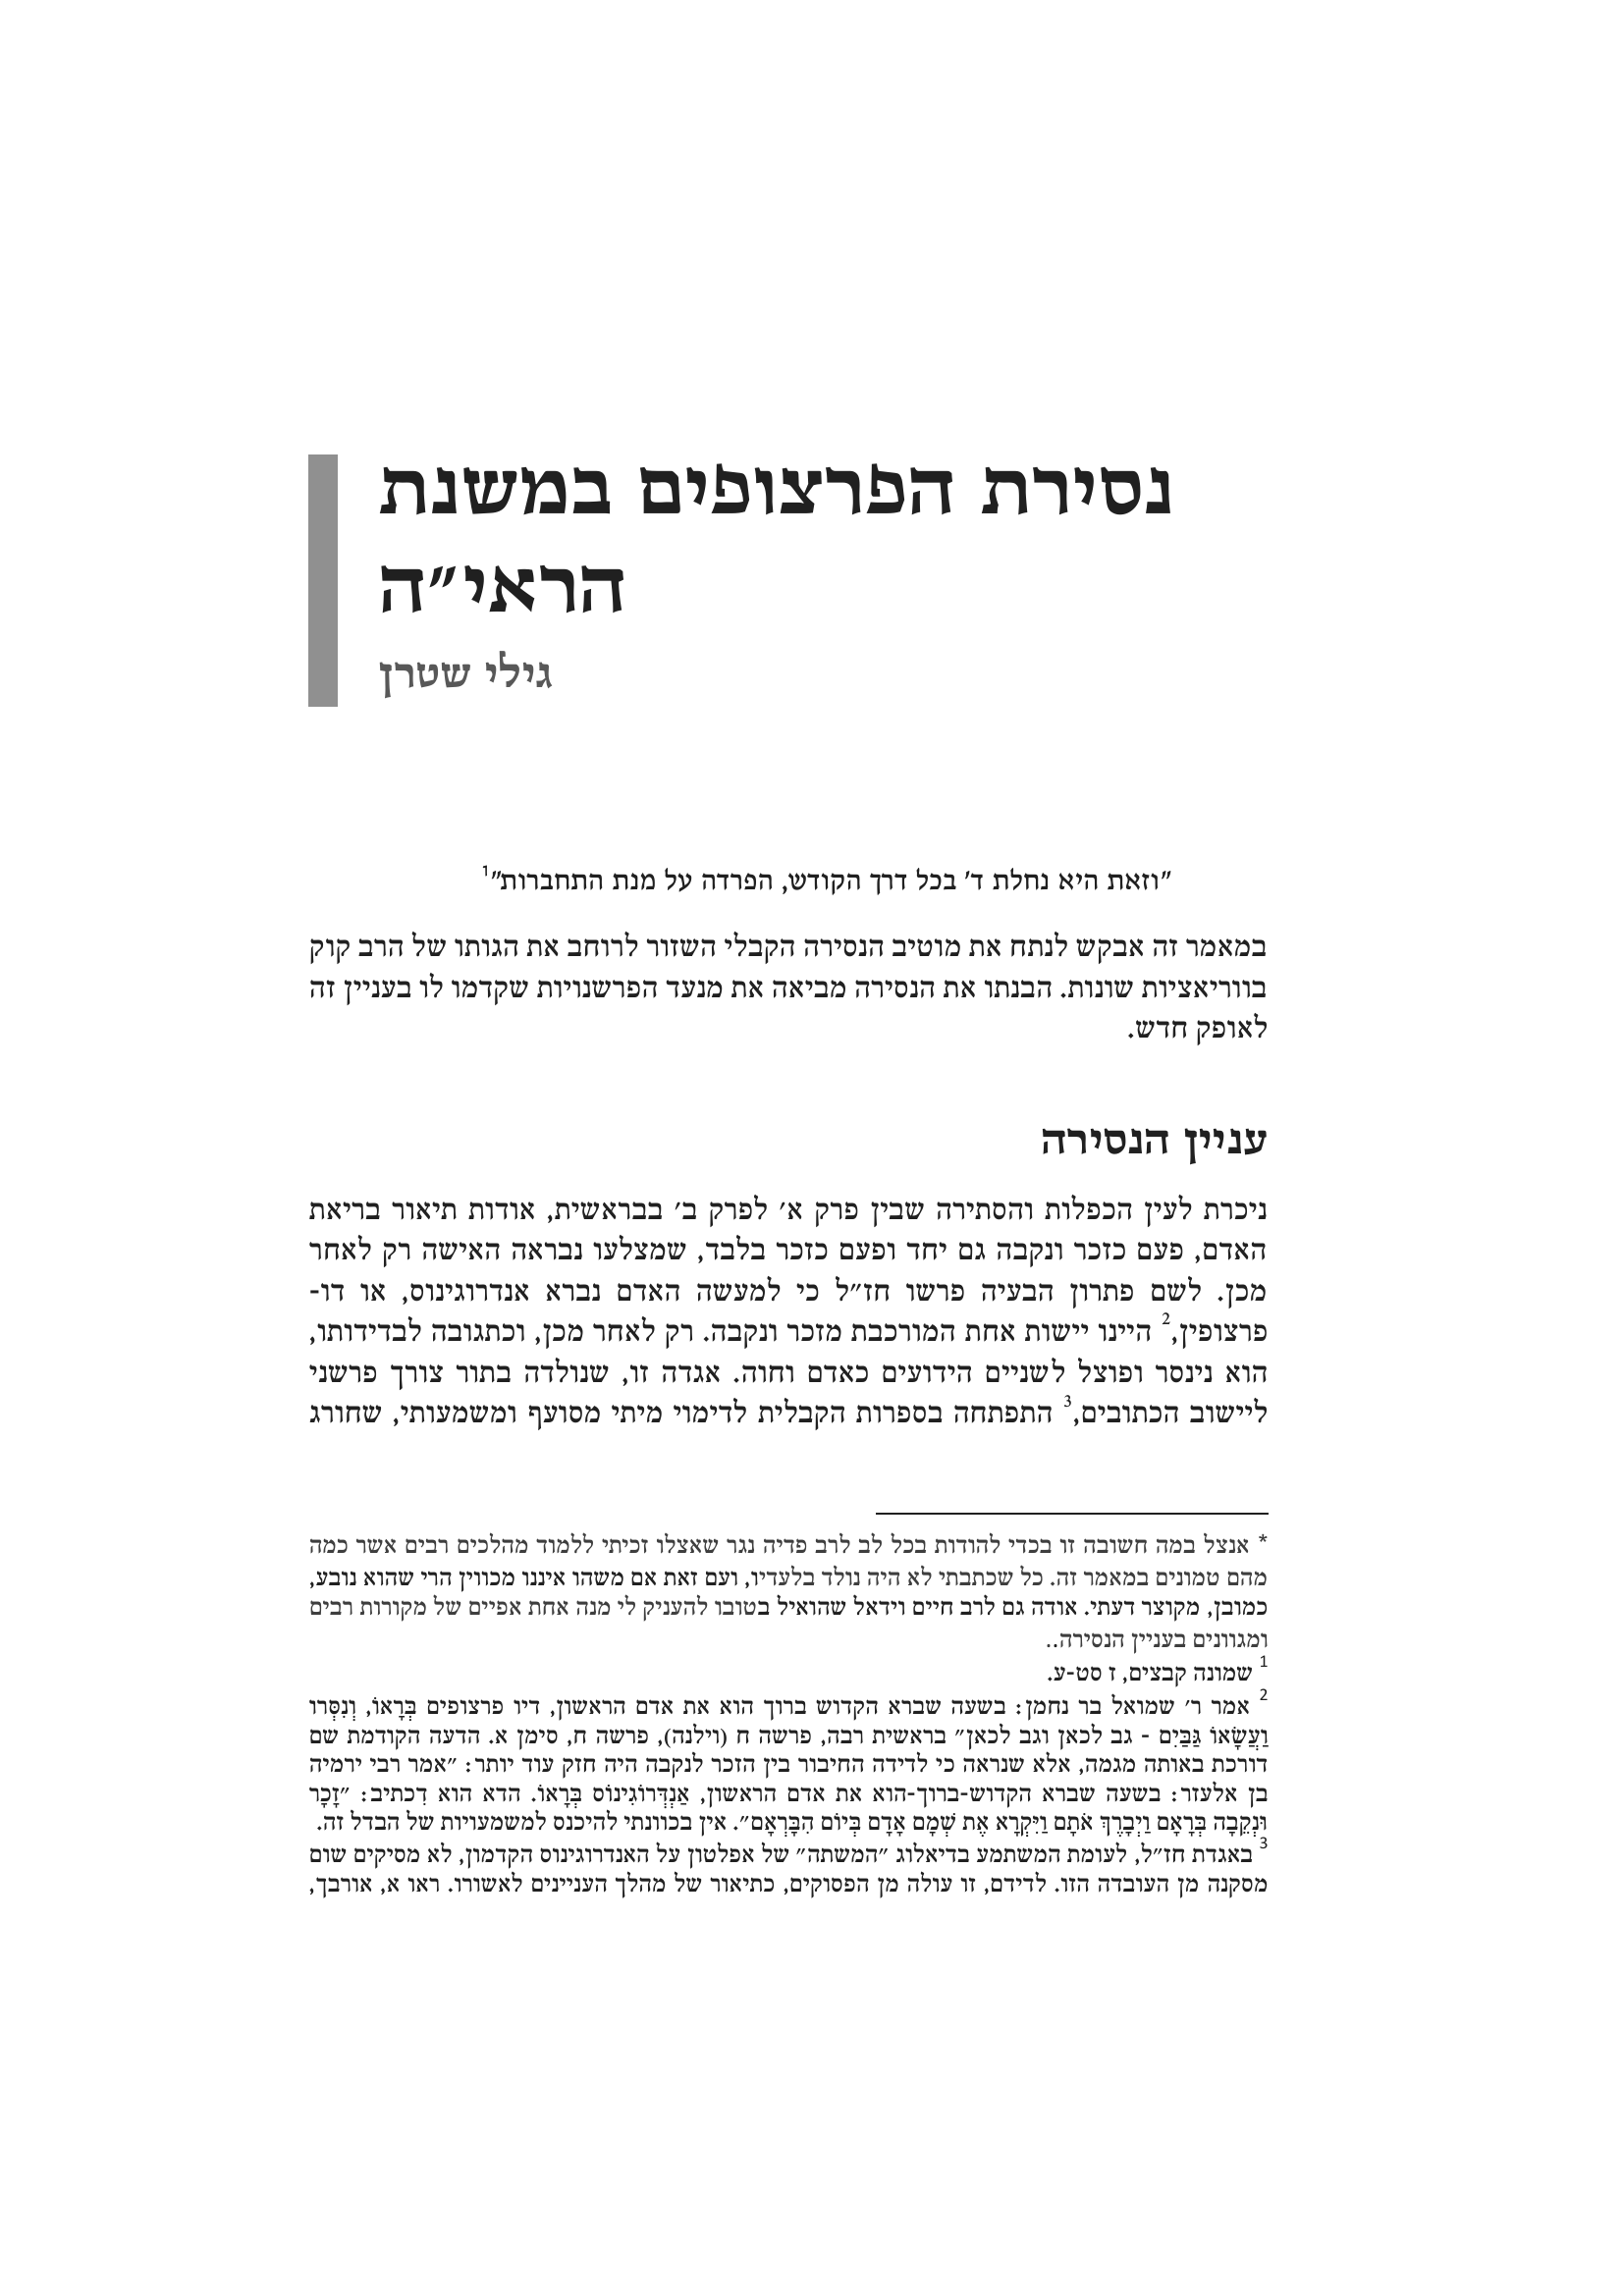 נסירת הפרצופים במשנת
הראי״ה
גילי שטרן
״וזאת היא נחלת ד׳ בכל דרך הקודש, הפרדה על מנת התחברות״1
במאמר זה אבקש לנתח את מוטיב הנסירה הקבלי השזור לרוחב את הגותו של הרב קוק
בווריאציות שונות. הבנתו את הנסירה מביאה את מנעד הפרשנויות שקדמו לו בעניין זה
לאופק חדש.
עניין הנסירה
ניכרת לעין הכפלות והסתירה שבין פרק א׳ לפרק ב׳ בבראשית, אודות תיאור בריאת
האדם, פעם כזכר ונקבה גם יחד ופעם כזכר בלבד, שמצלעו נבראה האישה רק לאחר
מכן. לשם פתרון הבעיה פרשו חז״ל כי למעשה האדם נברא אנדרוגינוס, או דו-
פרצופין,2 היינו יישות אחת המורכבת מזכר ונקבה. רק לאחר מכן, וכתגובה לבדידותו,
הוא נינסר ופוצל לשניים הידועים כאדם וחוה. אגדה זו, שנולדה בתור צורך פרשני
ליישוב הכתובים,3 התפתחה בספרות הקבלית לדימוי מיתי מסועף ומשמעותי, שחורג
* אנצל במה חשובה זו בכדי להודות בכל לב לרב פדיה נגר שאצלו זכיתי ללמוד מהלכים רבים אשר כמה
מהם טמונים במאמר זה. כל שכתבתי לא היה נולד בלעדיו, ועם זאת אם משהו איננו מכווין הרי שהוא נובע,
כמובן, מקוצר דעתי. אודה גם לרב חיים וידאל שהואיל בטובו להעניק לי מנה אחת אפיים של מקורות רבים
ומגוונים בעניין הנסירה..
1 שמונה קבצים, ז סט-ע.
2 אמר ר׳ שמואל בר נחמן: בשעה שברא הקדוש ברוך הוא את אדם הראשון, דיו פרצופים בְּרָאוֹ, וְנִסְּרו
וַעֲשָׂאוֹ גַּבַּיִם - גב לכאן וגב לכאן״ בראשית רבה, פרשה ח (וילנה), פרשה ח, סימן א. הדעה הקודמת שם
דורכת באותה מגמה, אלא שנראה כי לדידה החיבור בין הזכר לנקבה היה חזק עוד יותר: ״אמר רבי ירמיה
בן אלעזר: בשעה שברא הקדוש-ברוך-הוא את אדם הראשון, אַנְדְּרוֹגִינוֹס בְּרָאוֹ. הדא הוא דִכתיב: ״זָכָר
וּנְקֵבָה בְּרָאָם וַיְבָרֶךְ אֹתָם וַיִּקְרָא אֶת שְׁמָם אָדָם בְּיוֹם הִבָּרְאָם״. אין בכוונתי להיכנס למשמעויות של הבדל זה.
3 באגדת חז״ל, לעומת המשתמע בדיאלוג ״המשתה״ של אפלטון על האנדרוגינוס הקדמון, לא מסיקים שום
מסקנה מן העובדה הזו. לדידם, זו עולה מן הפסוקים, כתיאור של מהלך העניינים לאשורו. ראו א, אורבך,